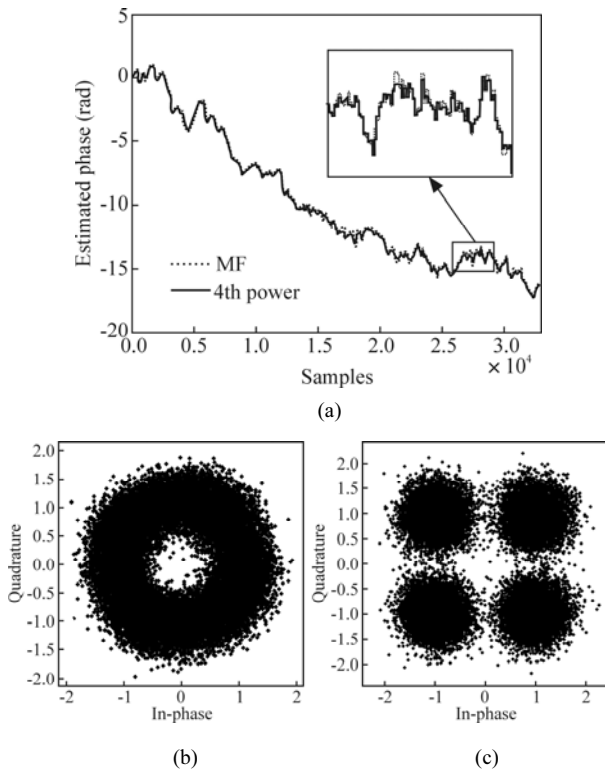 5
0
-5
-10
-15
-20
Estimated phase (rad)
MF
4th power
0.0 0.5 1.0 1.5 2.0 2.5 3.0
× 10⁴
Samples
(a)
2.0
1.5
1.0
0.5
0.0
-0.5
-1.0
-1.5
-2.0
Quadrature
-2 -1 0 1 2
In-phase
(b)
2.0
1.5
1.0
0.5
0.0
-0.5
-1.0
-1.5
-2.0
Quadrature
-2 -1 0 1 2
In-phase
(c)